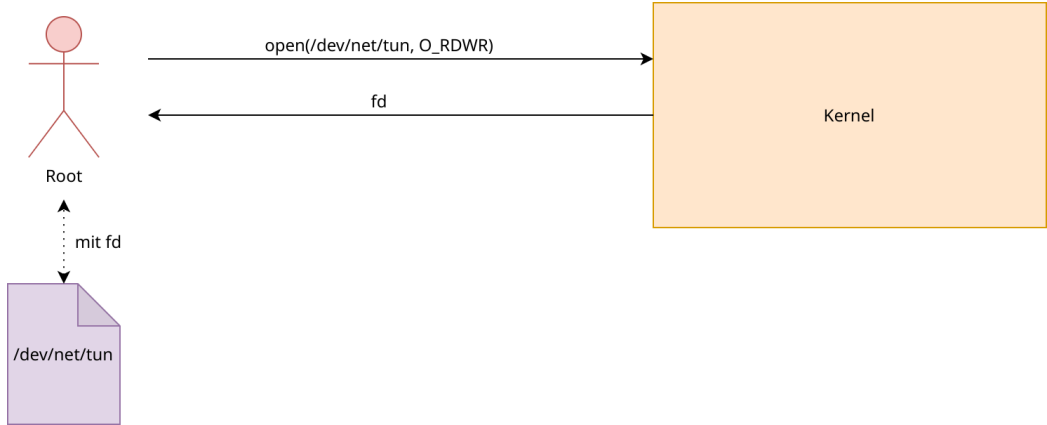 open(/dev/net/tun, O_RDWR)
fd
Kernel
Root
mit fd
/dev/net/tun